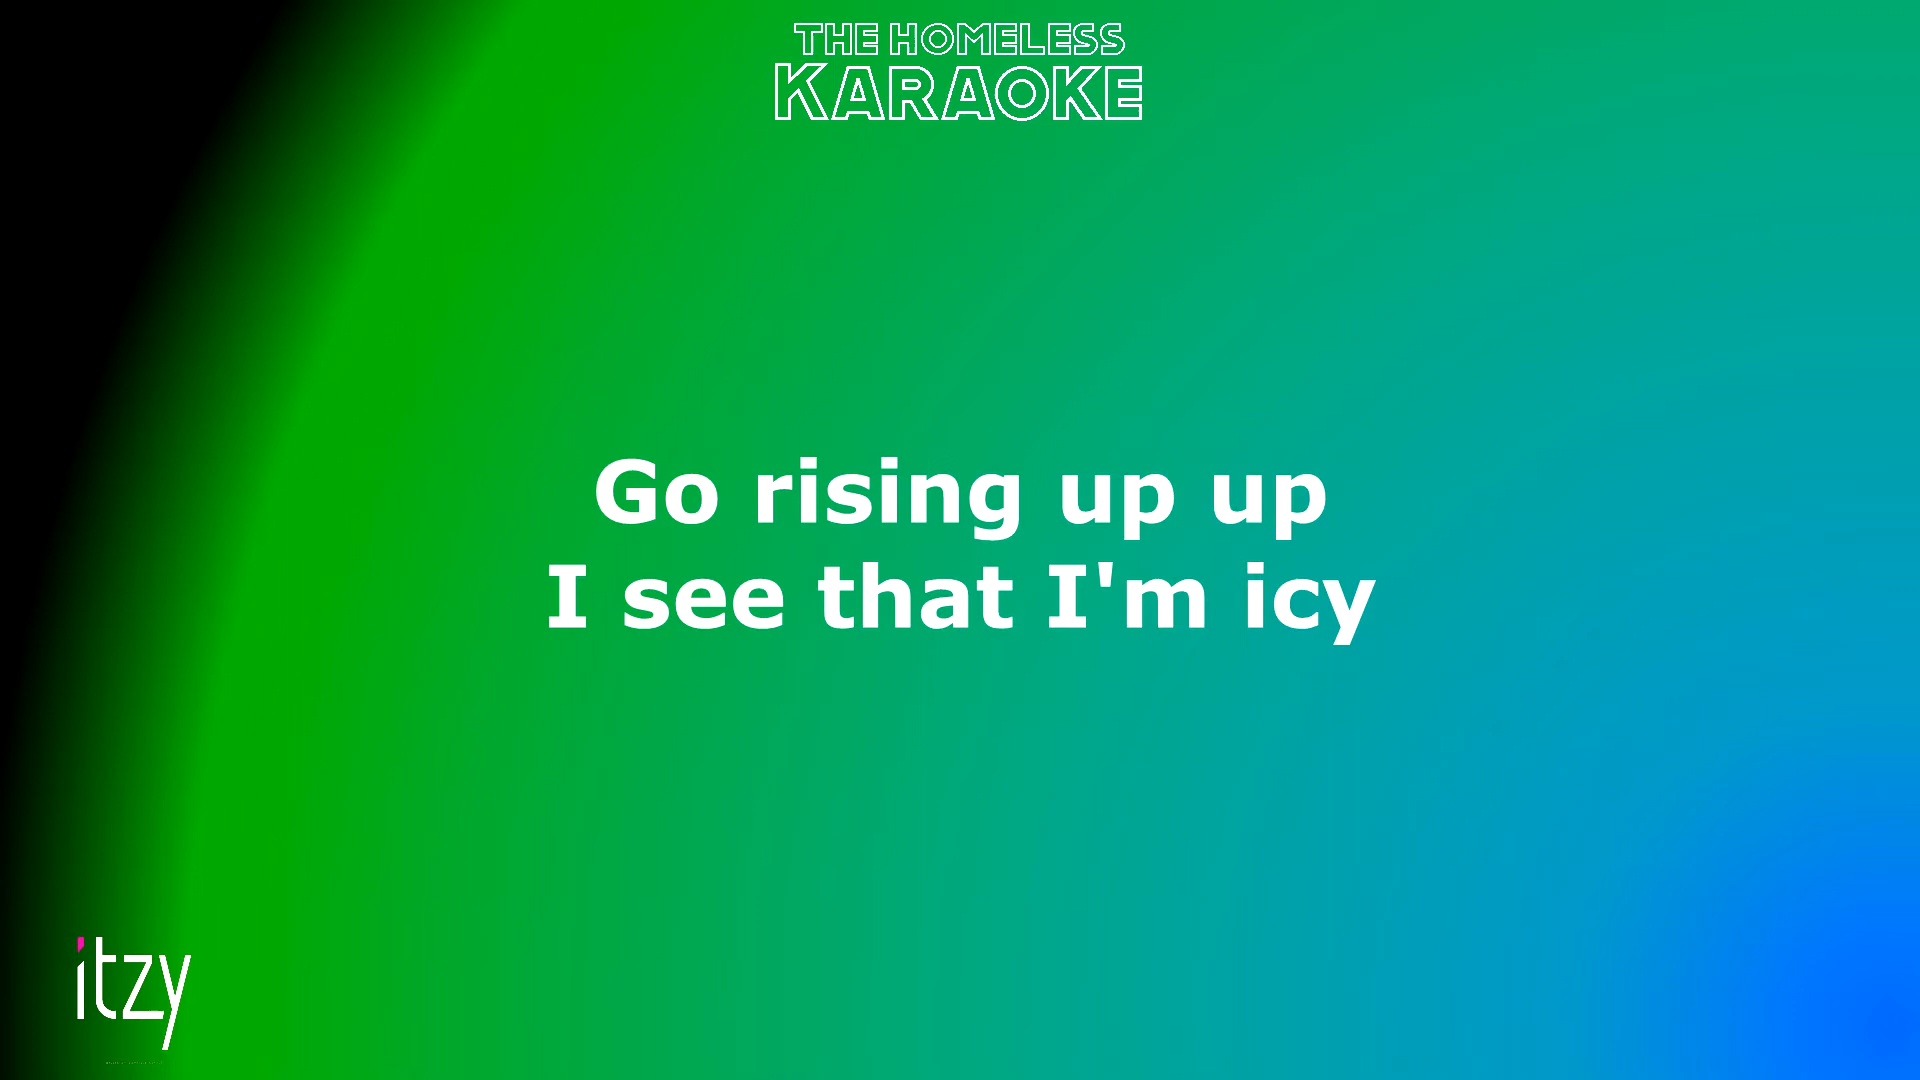 THE HOMELESS
KARAOKE
Go rising up up
I see that I'm icy
itzy